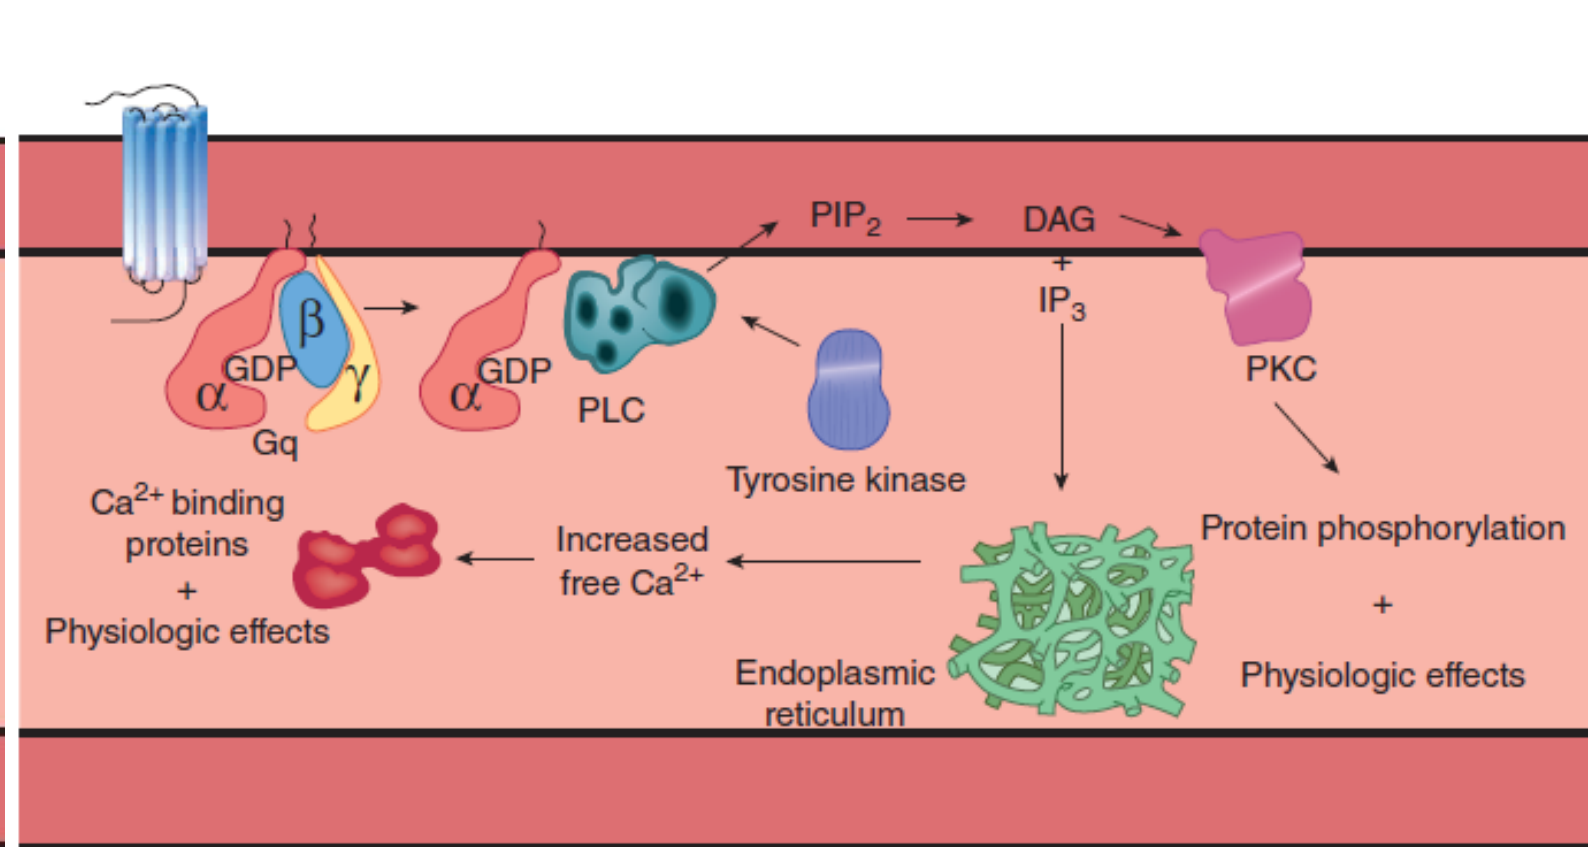 PIP₂
DAG
+
IP₃
β
GDP
α
γ
Gq
GDP
α
PLC
PKC
Tyrosine kinase
Ca²⁺ binding
proteins
+
Physiologic effects
Increased
free Ca²⁺
Endoplasmic
reticulum
Protein phosphorylation
+
Physiologic effects